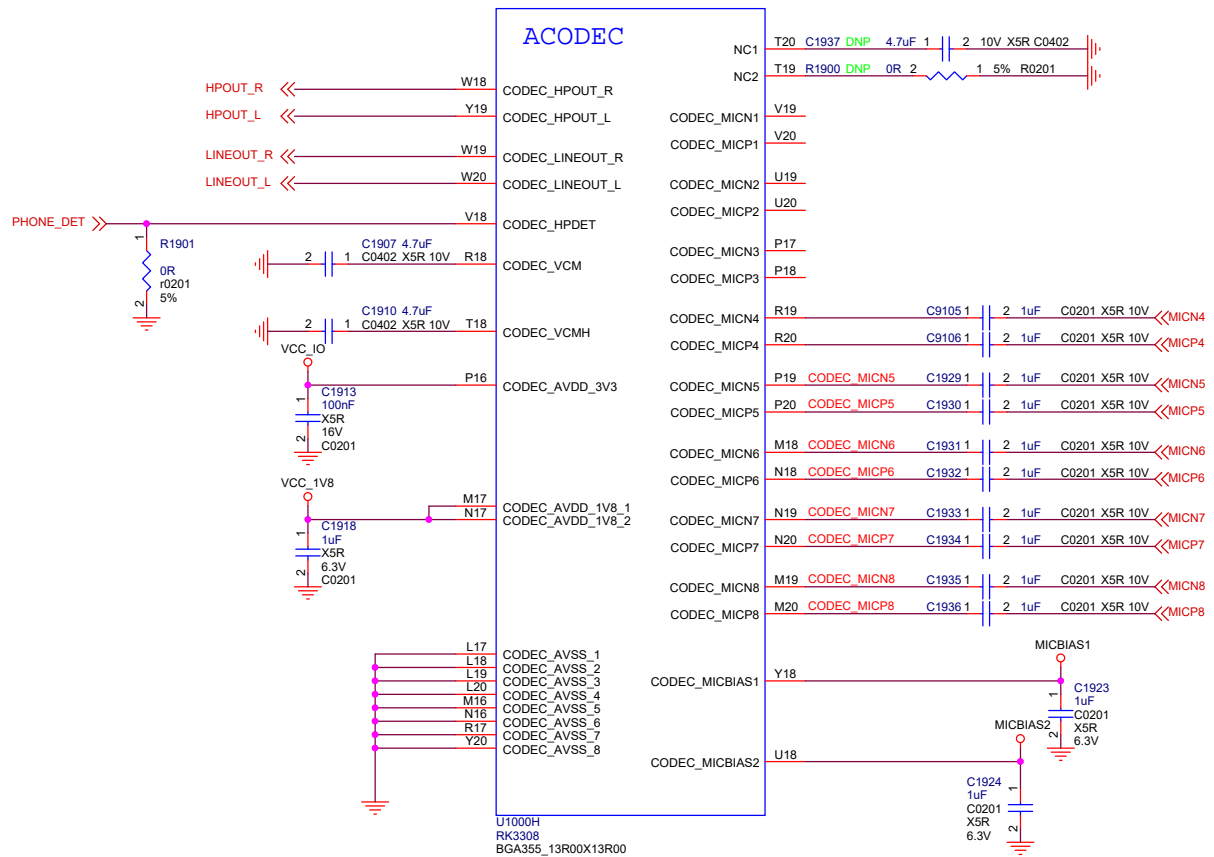 ACODEC
NC1 T20 C1937 DNP 4.7uF 1 2 10V X5R C0402
NC2 T19 R1900 DNP 0R 2 1 5% R0201
HPOUT_R W18 CODEC_HPOUT_R
HPOUT_L Y19 CODEC_HPOUT_L
LINEOUT_R W19 CODEC_LINEOUT_R
LINEOUT_L W20 CODEC_LINEOUT_L
PHONE_DET V18 CODEC_HPDET
1
R1901
0R
r0201
5%
2
C1907 4.7uF
2 1 C0402 X5R 10V R18 CODEC_VCM
C1910 4.7uF
2 1 C0402 X5R 10V T18 CODEC_VCMH
VCC_IO
P16 CODEC_AVDD_3V3
1
C1913
100nF
X5R
16V
2
C0201
VCC_1V8
M17 CODEC_AVDD_1V8_1
N17 CODEC_AVDD_1V8_2
1
C1918
1uF
X5R
6.3V
2
C0201
L17 CODEC_AVSS_1
L18 CODEC_AVSS_2
L19 CODEC_AVSS_3
L20 CODEC_AVSS_4
M16 CODEC_AVSS_5
N16 CODEC_AVSS_6
R17 CODEC_AVSS_7
Y20 CODEC_AVSS_8
CODEC_MICN1 V19
CODEC_MICP1 V20
CODEC_MICN2 U19
CODEC_MICP2 U20
CODEC_MICN3 P17
CODEC_MICP3 P18
CODEC_MICN4 R19 C9105 1 2 1uF C0201 X5R 10V MICN4
CODEC_MICP4 R20 C9106 1 2 1uF C0201 X5R 10V MICP4
CODEC_MICN5 P19 CODEC_MICN5 C1929 1 2 1uF C0201 X5R 10V MICN5
CODEC_MICP5 P20 CODEC_MICP5 C1930 1 2 1uF C0201 X5R 10V MICP5
CODEC_MICN6 M18 CODEC_MICN6 C1931 1 2 1uF C0201 X5R 10V MICN6
CODEC_MICP6 N18 CODEC_MICP6 C1932 1 2 1uF C0201 X5R 10V MICP6
CODEC_MICN7 N19 CODEC_MICN7 C1933 1 2 1uF C0201 X5R 10V MICN7
CODEC_MICP7 N20 CODEC_MICP7 C1934 1 2 1uF C0201 X5R 10V MICP7
CODEC_MICN8 M19 CODEC_MICN8 C1935 1 2 1uF C0201 X5R 10V MICN8
CODEC_MICP8 M20 CODEC_MICP8 C1936 1 2 1uF C0201 X5R 10V MICP8
MICBIAS1
CODEC_MICBIAS1 Y18
1
C1923
1uF
C0201
X5R
2
6.3V
MICBIAS2
CODEC_MICBIAS2 U18
C1924
1
1uF
C0201
X5R
2
6.3V
U1000H
RK3308
BGA355_13R00X13R00